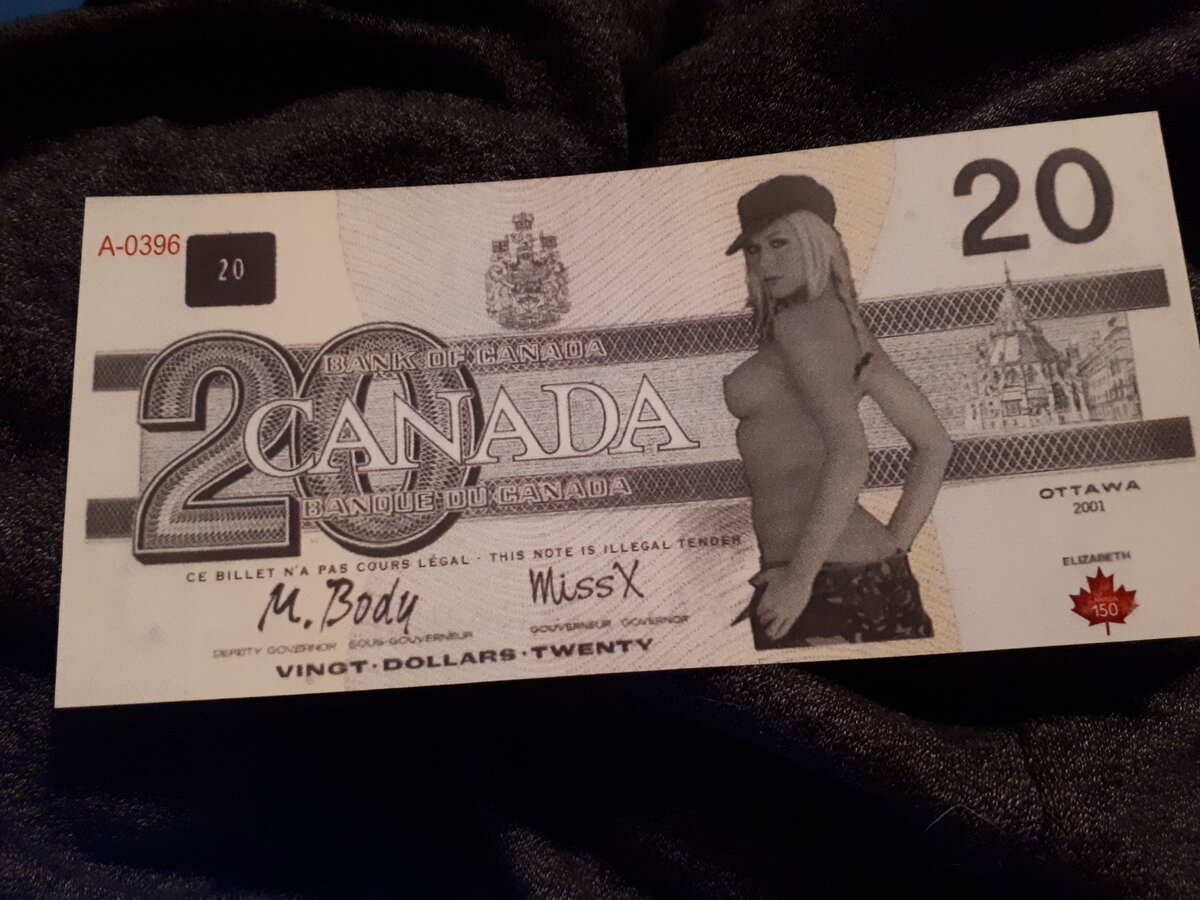 A-0396
20
20
BANK OF CANADA
20
CANADA
BANQUE DU CANADA
OTTAWA
2001
CE BILLET N'A PAS COURS LÉGAL · THIS NOTE IS ILLEGAL TENDER
M. Body
MissX
DEPUTY GOVERNOR SOUS-GOUVERNEUR
GOUVERNEUR GOVERNOR
VINGT·DOLLARS·TWENTY
ELIZABETH
CANADA
150